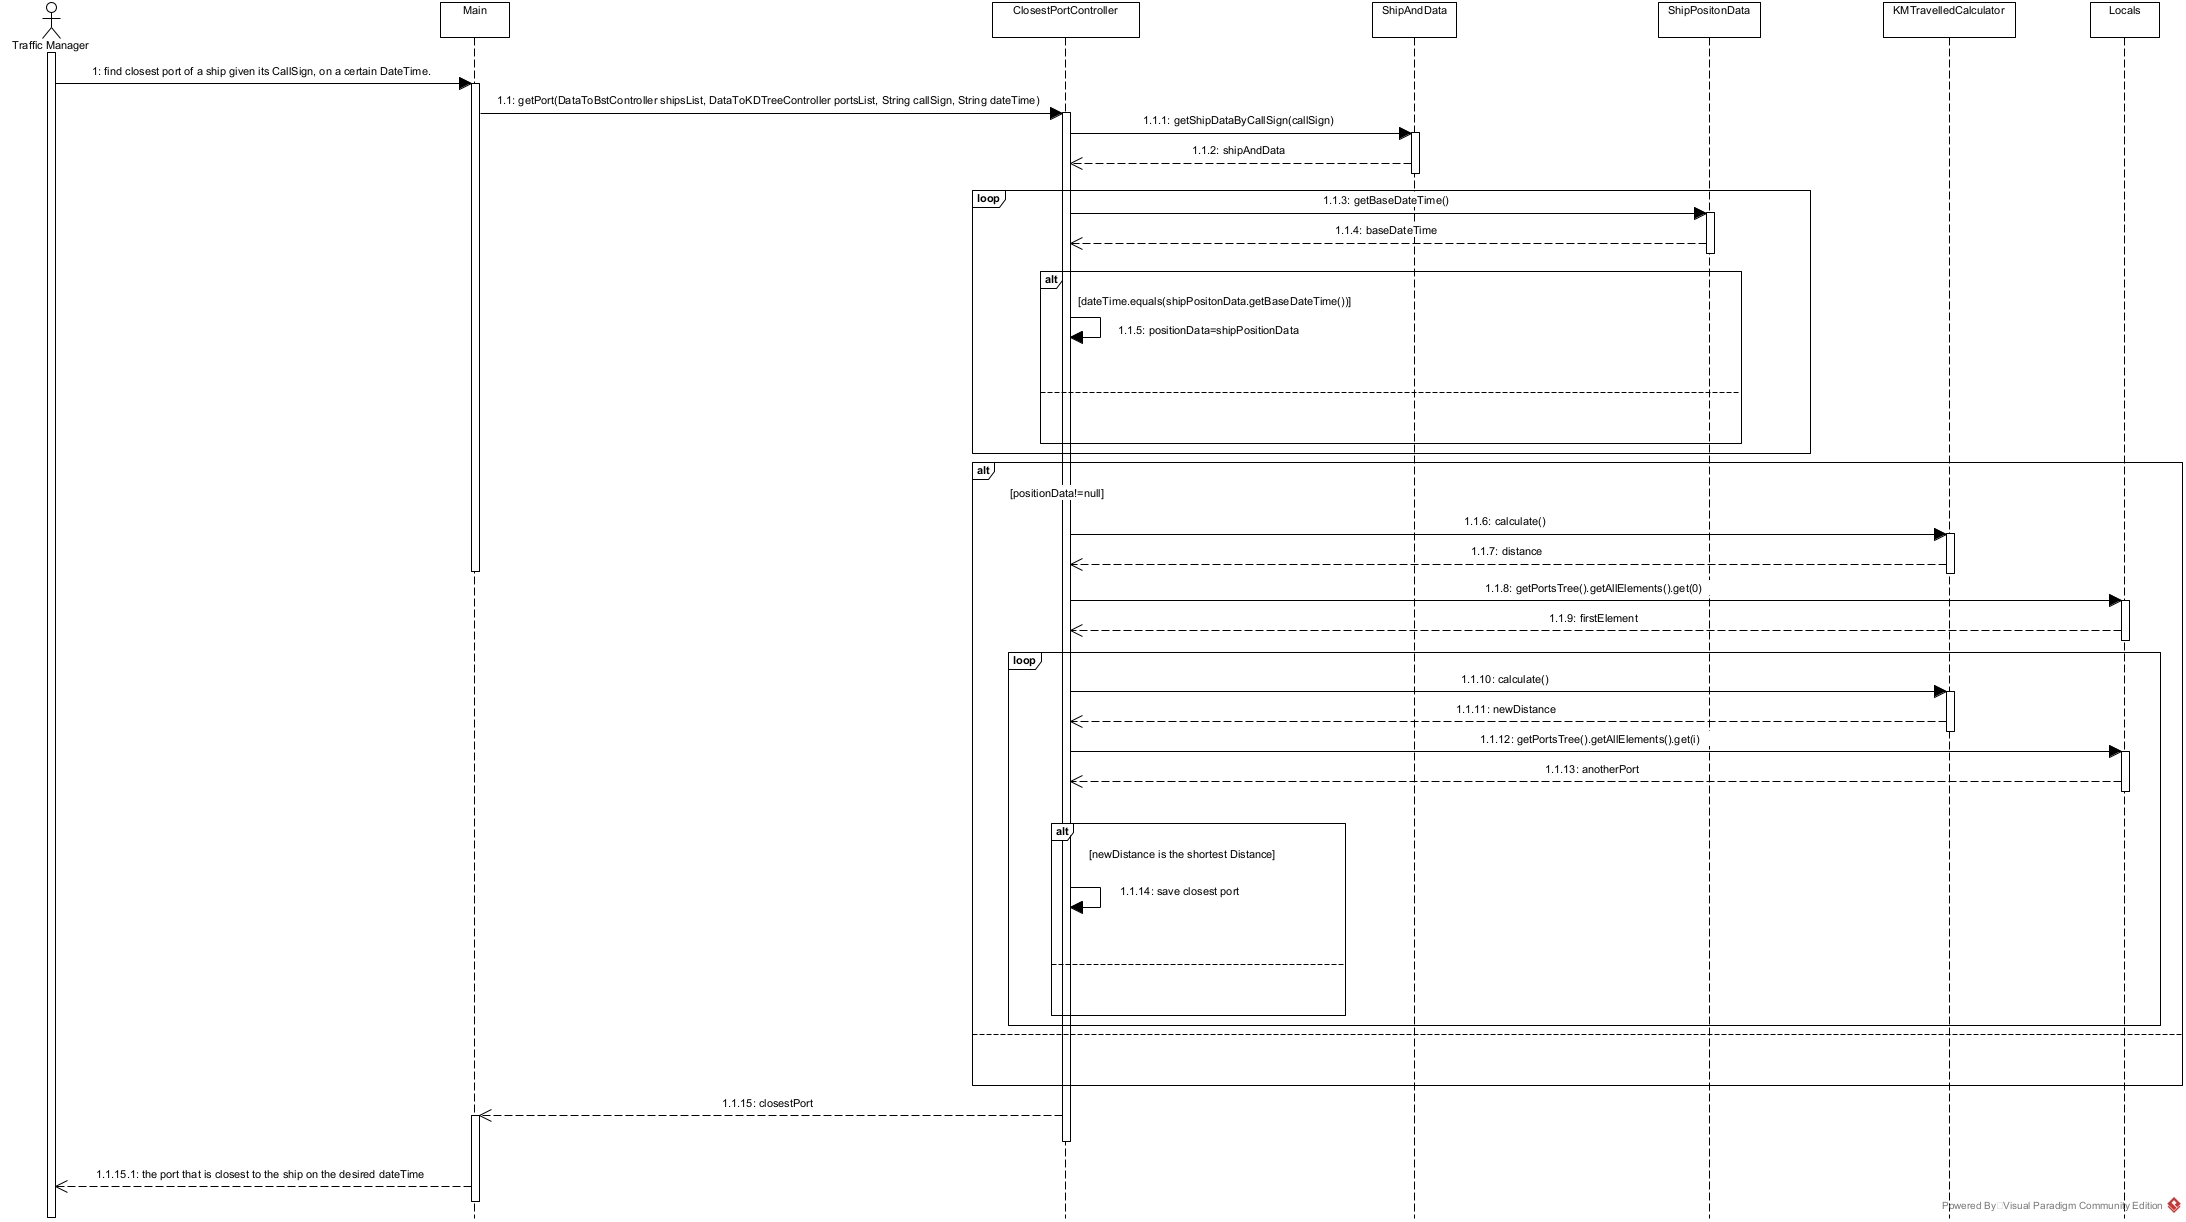 Main
ClosestPortController
ShipAndData
ShipPositonData
KMTravelledCalculator
Locals
Traffic Manager
1: find closest port of a ship given its CallSign, on a certain DateTime.
1.1: getPort(DataToBstController shipsList, DataToKDTreeController portsList, String callSign, String dateTime)
1.1.1: getShipDataByCallSign(callSign)
1.1.2: shipAndData
loop
1.1.3: getBaseDateTime()
1.1.4: baseDateTime
alt
[dateTime.equals(shipPositonData.getBaseDateTime())]
1.1.5: positionData=shipPositionData
alt
[positionData!=null]
1.1.6: calculate()
1.1.7: distance
1.1.8: getPortsTree().getAllElements().get(0)
1.1.9: firstElement
loop
1.1.10: calculate()
1.1.11: newDistance
1.1.12: getPortsTree().getAllElements().get(i)
1.1.13: anotherPort
alt
[newDistance is the shortest Distance]
1.1.14: save closest port
1.1.15: closestPort
1.1.15.1: the port that is closest to the ship on the desired dateTime
Powered By Visual Paradigm Community Edition